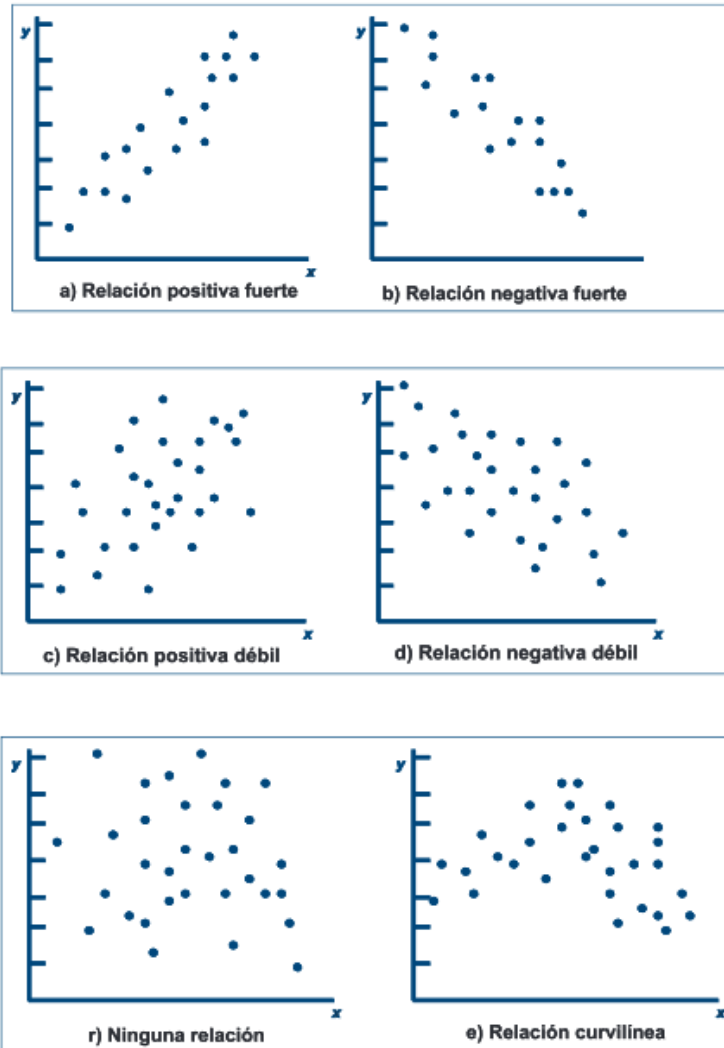 y
y
x
a) Relación positiva fuerte
b) Relación negativa fuerte
y
y
x
x
c) Relación positiva débil
d) Relación negativa débil
y
y
x
x
r) Ninguna relación
e) Relación curvilínea